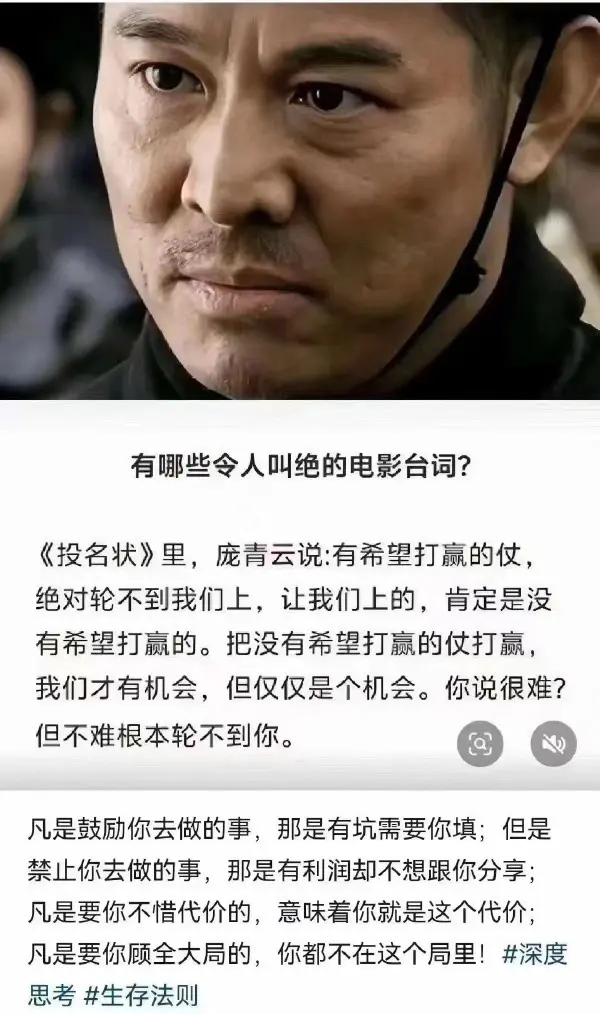 有哪些令人叫绝的电影台词?
《投名状》里，庞青云说:有希望打赢的仗，
绝对轮不到我们上，让我们上的，肯定是没
有希望打赢的。把没有希望打赢的仗打赢，
我们才有机会，但仅仅是个机会。你说很难?
但不难根本轮不到你。
凡是鼓励你去做的事，那是有坑需要你填；但是
禁止你去做的事，那是有利润却不想跟你分享；
凡是要你不惜代价的，意味着你就是这个代价；
凡是要你顾全大局的，你都不在这个局里！#深度
思考 #生存法则